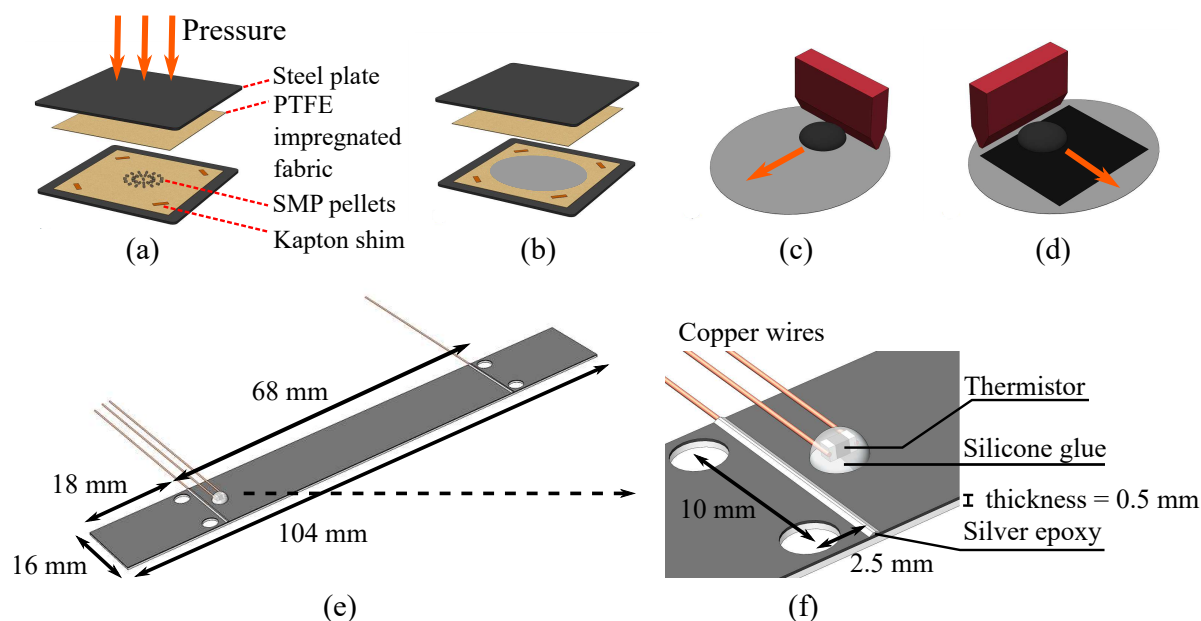 Pressure
Steel plate
PTFE
impregnated
fabric
SMP pellets
Kapton shim
(a)
(b)
(c)
(d)
68 mm
18 mm
104 mm
16 mm
(e)
Copper wires
Thermistor
Silicone glue
10 mm
thickness = 0.5 mm
Silver epoxy
2.5 mm
(f)